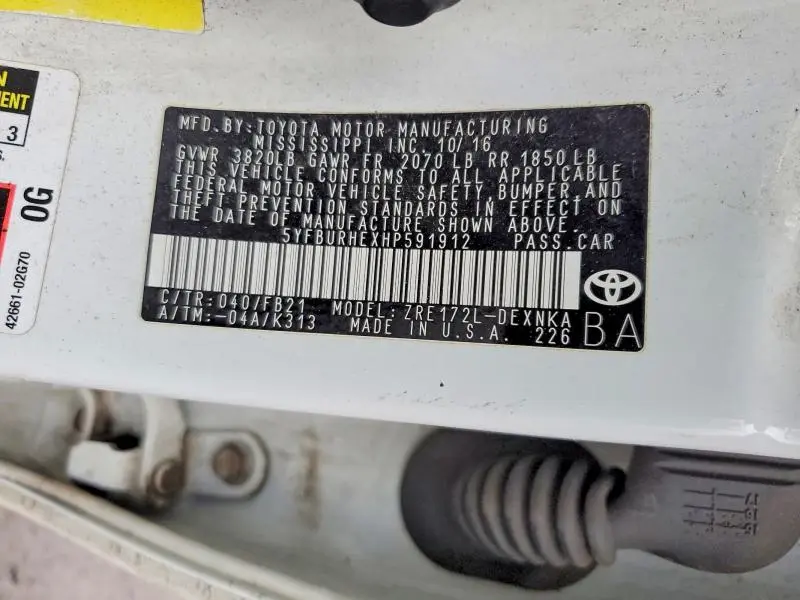 MFD. BY: TOYOTA MOTOR MANUFACTURING
MISSISSIPPI INC. 10/16
GVWR 3820LB GAWR FR 2070 LB RR 1850 LB
THIS VEHICLE CONFORMS TO ALL APPLICABLE
FEDERAL MOTOR VEHICLE SAFETY, BUMPER AND
THEFT PREVENTION STANDARDS IN EFFECT ON
THE DATE OF MANUFACTURE SHOWN ABOVE.
5YFBURHEXHP591912 PASS.CAR
C/TR: 040/FB21 MODEL: ZRE172L-DEXNKA
A/TM: -04A/K313 MADE IN U.S.A. 226
BA
MENT
3
0G
42661-02G70